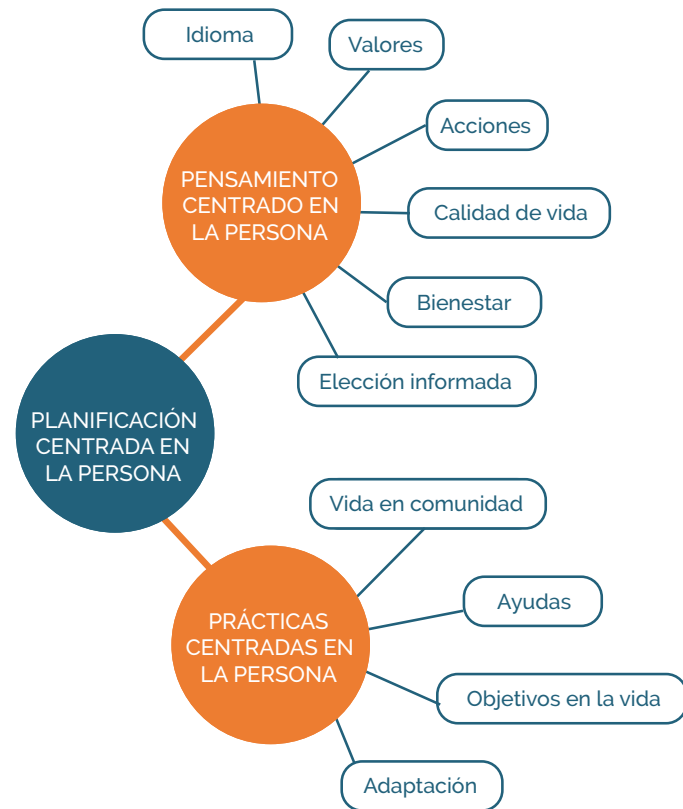 Idioma
Valores
Acciones
PENSAMIENTO
CENTRADO EN
LA PERSONA
Calidad de vida
Bienestar
Elección informada
PLANIFICACIÓN
CENTRADA EN
LA PERSONA
Vida en comunidad
Ayudas
PRÁCTICAS
CENTRADAS EN
LA PERSONA
Objetivos en la vida
Adaptación